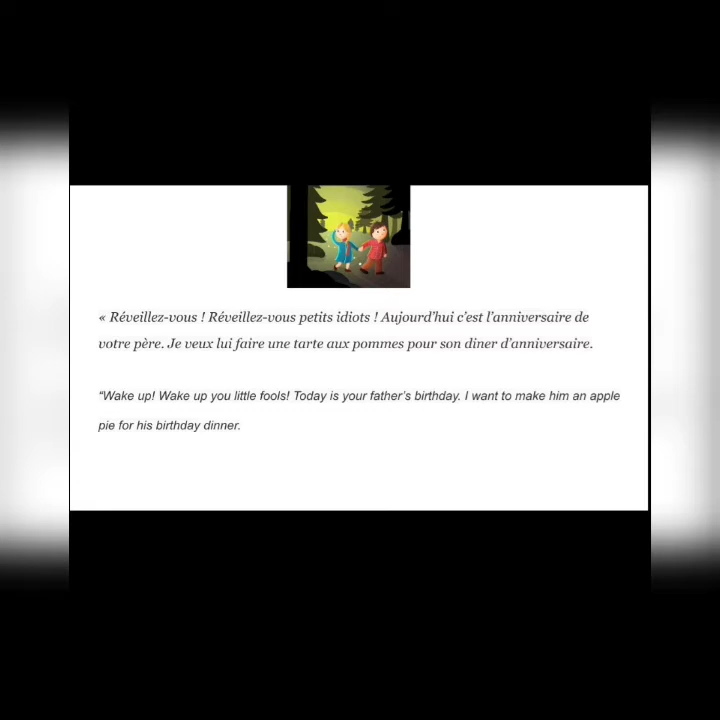 « Réveillez-vous ! Réveillez-vous petits idiots ! Aujourd'hui c'est l'anniversaire de
votre père. Je veux lui faire une tarte aux pommes pour son diner d'anniversaire.
“Wake up! Wake up you little fools! Today is your father’s birthday. I want to make him an apple
pie for his birthday dinner.